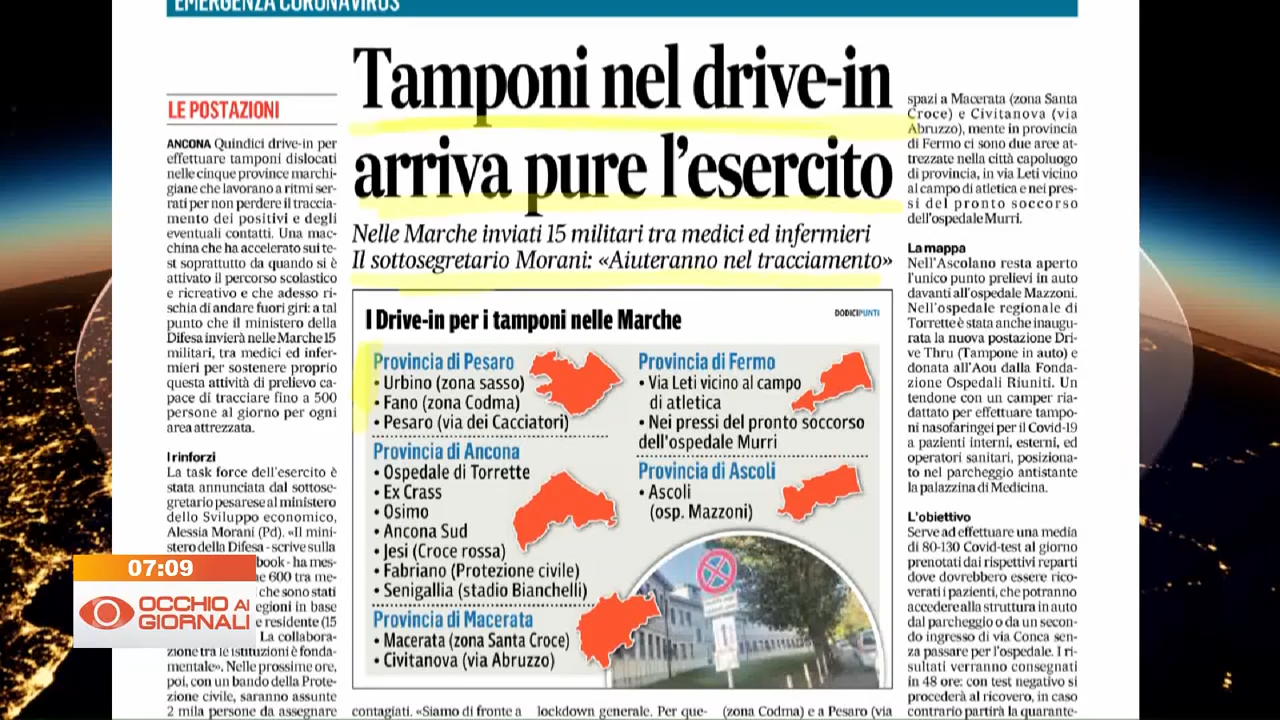 EMERGENZA CORONAVIRUS
Tamponi nel drive-in
arriva pure l'esercito
Nelle Marche inviati 15 militari tra medici ed infermieri
Il sottosegretario Morani: «Aiuteranno nel tracciamento»
LE POSTAZIONI
ANCONA Quindici drive-in per
effettuare tamponi dislocati
nelle cinque province marchi-
giane che lavorano a ritmi ser-
rati per non perdere il traccia-
mento dei positivi e degli
eventuali contatti. Una mac-
china che ha accelerato sui te-
st soprattutto da quando si è
attivato il percorso scolastico
e ricreativo e che adesso ri-
schia di andare fuori giri: a tal
punto che il ministero della
Difesa invierà nelle Marche 15
militari, tra medici ed infer-
mieri per sostenere proprio
questa attività di prelievo ca-
pace di tracciare fino a 500
persone al giorno per ogni
area attrezzata.
I rinforzi
La task force dell'esercito è
stata annunciata dal sottose-
gretario pesarese al ministero
dello Sviluppo economico,
Alessia Morani (Pd). «Il mini-
stero della Difesa - scrive sulla
book - ha mes-
ne 600 tra me-
che sono stati
egioni in base
e residente (15
La collabora-
zione tra le istituzioni è fonda-
mentale». Nelle prossime ore,
poi, con un bando della Prote-
zione civile, saranno assunte
2 mila persone da assegnare
I Drive-in per i tamponi nelle Marche
DODICIPUNTI
Provincia di Pesaro
• Urbino (zona sasso)
• Fano (zona Codma)
• Pesaro (via dei Cacciatori)
Provincia di Ancona
• Ospedale di Torrette
• Ex Crass
• Osimo
• Ancona Sud
• Jesi (Croce rossa)
• Fabriano (Protezione civile)
• Senigallia (stadio Bianchelli)
Provincia di Macerata
• Macerata (zona Santa Croce)
• Civitanova (via Abruzzo)
Provincia di Fermo
• Via Leti vicino al campo
di atletica
• Nei pressi del pronto soccorso
dell'ospedale Murri
Provincia di Ascoli
• Ascoli
(osp. Mazzoni)
contagiati. «Siamo di fronte a
lockdown generale. Per que-
(zona Codma) e a Pesaro (via
spazi a Macerata (zona Santa
Croce) e Civitanova (via
Abruzzo), mente in provincia
di Fermo ci sono due aree at-
trezzate nella città capoluogo
di provincia, in via Leti vicino
al campo di atletica e nei pres-
si del pronto soccorso
dell'ospedale Murri.
La mappa
Nell'Ascolano resta aperto
l'unico punto prelievi in auto
davanti all'ospedale Mazzoni.
Nell'ospedale regionale di
Torrette è stata anche inaugu-
rata la nuova postazione Dri-
ve Thru (Tampone in auto) e
donata all'Aou dalla Fonda-
zione Ospedali Riuniti. Un
tendone con un camper ria-
dattato per effettuare tampo-
ni nasofaringei per il Covid-19
a pazienti interni, esterni, ed
operatori sanitari, posiziona-
to nel parcheggio antistante
la palazzina di Medicina.
L'obiettivo
Serve ad effettuare una media
di 80-130 Covid-test al giorno
prenotati dai rispettivi reparti
dove dovrebbero essere rico-
verati i pazienti, che potranno
accedere alla struttura in auto
dal parcheggio o da un secon-
do ingresso di via Conca sen-
za passare per l'ospedale. I ri-
sultati verranno consegnati
in 48 ore: con test negativo si
procederà al ricovero, in caso
contrario partirà la quarante-
07:09
OCCHIO AI
GIORNALI